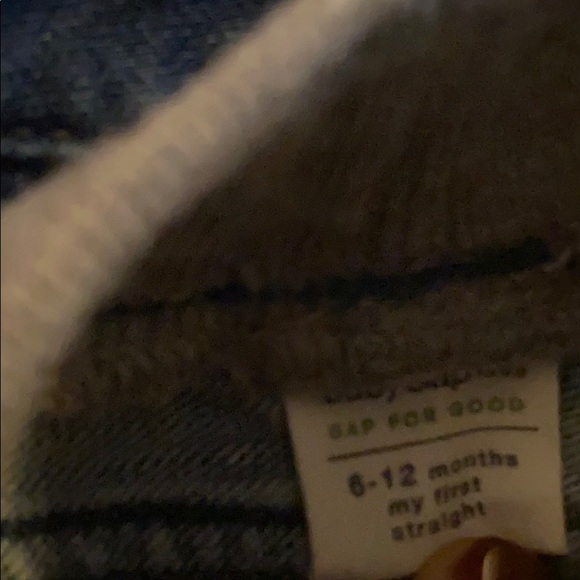 GAP FOR GOOD
6-12 months
my first
straight